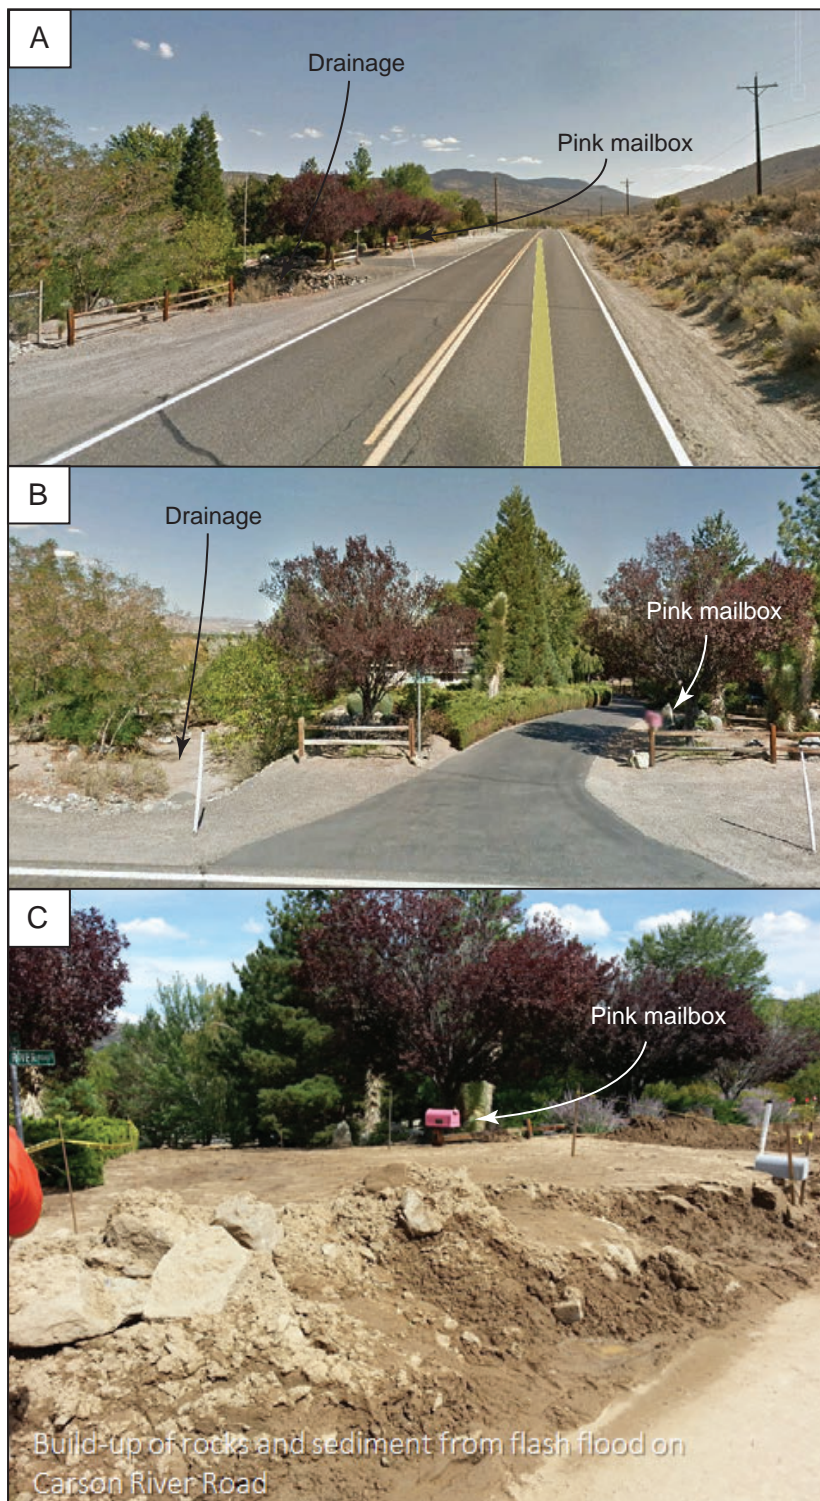 A
Drainage
Pink mailbox
B
Drainage
Pink mailbox
C
Pink mailbox
Build-up of rocks and sediment from flash flood on
Carson River Road